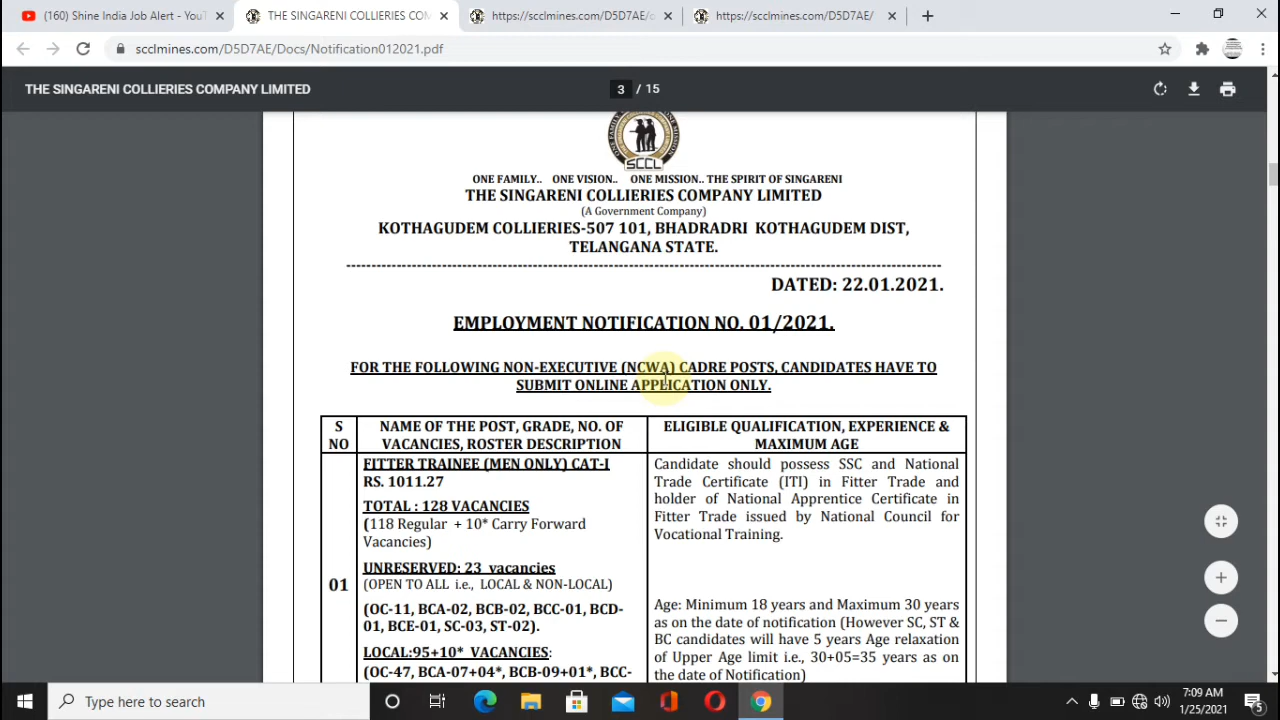 (160) Shine India Job Alert - YouT
THE SINGARENI COLLIERIES COM
https://scclmines.com/D5D7AE/o
https://scclmines.com/D5D7AE/
scclmines.com/D5D7AE/Docs/Notification012021.pdf
THE SINGARENI COLLIERIES COMPANY LIMITED
3 / 15
SCCL
ONE FAMILY.. ONE VISION.. ONE MISSION.. THE SPIRIT OF SINGARENI
THE SINGARENI COLLIERIES COMPANY LIMITED
(A Government Company)
KOTHAGUDEM COLLIERIES-507 101, BHADRADRI KOTHAGUDEM DIST,
TELANGANA STATE.
DATED: 22.01.2021.
EMPLOYMENT NOTIFICATION NO. 01/2021.
FOR THE FOLLOWING NON-EXECUTIVE (NCWA) CADRE POSTS, CANDIDATES HAVE TO
SUBMIT ONLINE APPLICATION ONLY.
S
NO
NAME OF THE POST, GRADE, NO. OF
VACANCIES, ROSTER DESCRIPTION
ELIGIBLE QUALIFICATION, EXPERIENCE &
MAXIMUM AGE
01
FITTER TRAINEE (MEN ONLY) CAT-I
RS. 1011.27
TOTAL : 128 VACANCIES
(118 Regular + 10* Carry Forward
Vacancies)
UNRESERVED: 23 vacancies
(OPEN TO ALL i.e., LOCAL & NON-LOCAL)
(OC-11, BCA-02, BCB-02, BCC-01, BCD-
01, BCE-01, SC-03, ST-02).
LOCAL:95+10* VACANCIES:
(OC-47, BCA-07+04*, BCB-09+01*, BCC-
Candidate should possess SSC and National
Trade Certificate (ITI) in Fitter Trade and
holder of National Apprentice Certificate in
Fitter Trade issued by National Council for
Vocational Training.
Age: Minimum 18 years and Maximum 30 years
as on the date of notification (However SC, ST &
BC candidates will have 5 years Age relaxation
of Upper Age limit i.e., 30+05=35 years as on
the date of Notification)
Type here to search
7:09 AM
1/25/2021
5